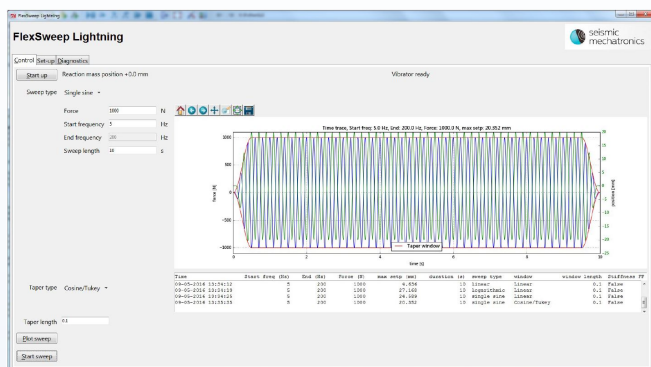 FlexSweep Lightning
FlexSweep Lightning
seismic
mechatronics
Control Set-up Diagnostics
Start up Reaction mass position +0.0 mm Vibrator ready
Sweep type Single sine
Force 1000 N
Start frequency 5 Hz
End frequency 200 Hz
Sweep length 10 s
Time trace, Start freq: 5.0 Hz, End: 200.0 Hz, Force: 1000.0 N, max setp: 20.352 mm
1000
500
0
-500
-1000
Force [N]
20
15
10
5
0
-5
-10
-15
-20
-25
Taper window
0 2 4 6 8 10
time [s]
Time Start freq (Hz) End (Hz) Force (N) max setp (mm) duration (s) sweep type window window length Stiffness FF
09-05-2016 15:54:12 5 200 1000 4.656 10 linear Linear 0.1 False
09-05-2016 15:54:19 5 200 1000 27.168 10 logarithmic Linear 0.1 False
09-05-2016 15:54:25 5 200 1000 24.588 10 single sine Linear 0.1 False
09-05-2016 15:55:35 5 200 1000 20.352 10 single sine Cosine/Tukey 0.1 False
Taper type Cosine/Tukey
Taper length 0.1
Plot sweep
Start sweep